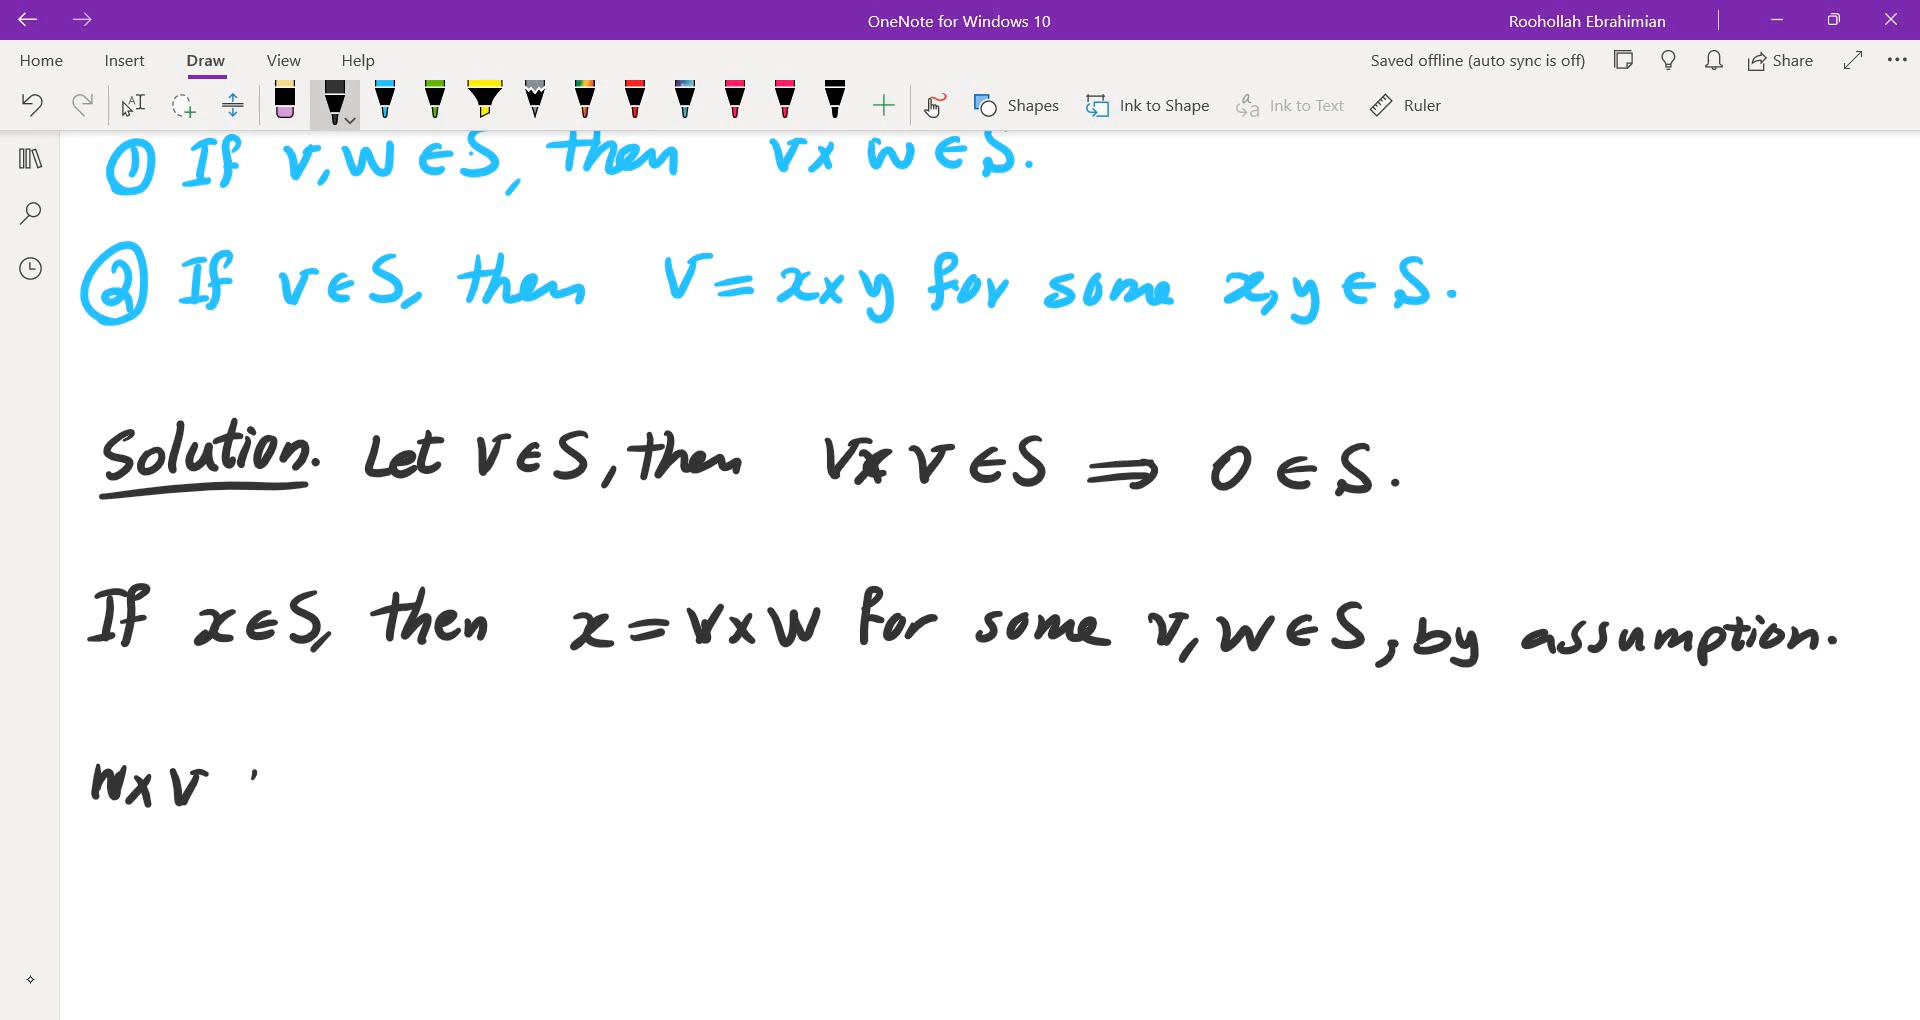 OneNote for Windows 10
Roohollah Ebrahimian
Home Insert Draw View Help
Saved offline (auto sync is off) Share
Shapes Ink to Shape Ink to Text Ruler
① If v, w ∈ S, then v × w ∈ S.
② If v ∈ S, then v = x × y for some x, y ∈ S.
Solution. Let v ∈ S, then v × v ∈ S ⟹ 0 ∈ S.
If x ∈ S, then x = v × w for some v, w ∈ S, by assumption.
w × v